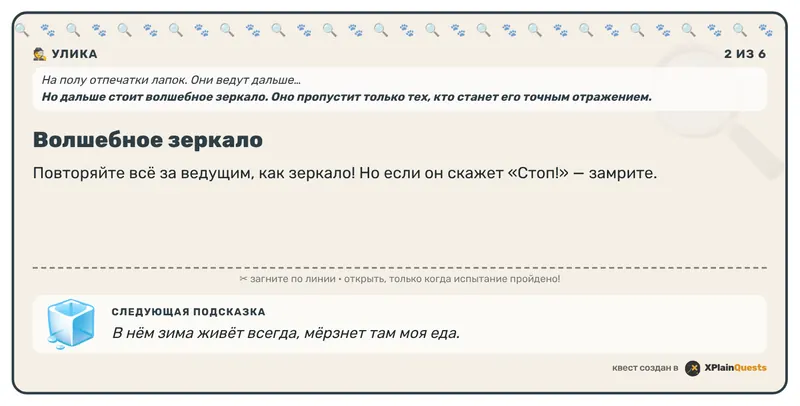 УЛИКА
2 ИЗ 6
На полу отпечатки лапок. Они ведут дальше…
Но дальше стоит волшебное зеркало. Оно пропустит только тех, кто станет его точным отражением.
Волшебное зеркало
Повторяйте всё за ведущим, как зеркало! Но если он скажет «Стоп!» — замрите.
✂ загните по линии • открыть, только когда испытание пройдено!
СЛЕДУЮЩАЯ ПОДСКАЗКА
В нём зима живёт всегда, мёрзнет там моя еда.
квест создан в XPlainQuests